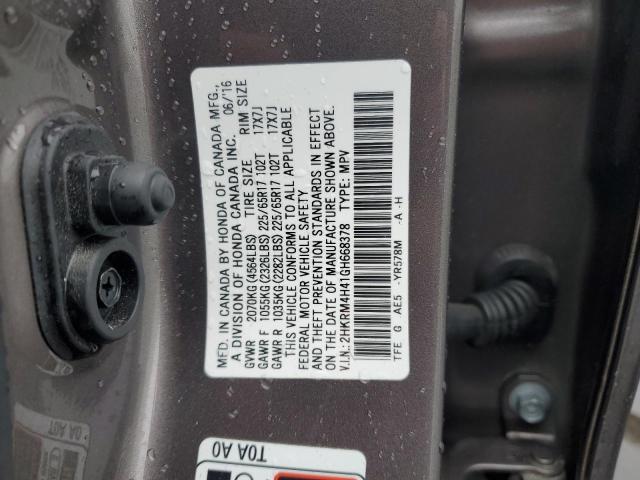 MFD. IN CANADA BY HONDA OF CANADA MFG.,
A DIVISION OF HONDA CANADA INC. 06/'16
GVWR 2070KG(4564LBS) TIRE SIZE RIM SIZE
GAWR F 1055KG(2326LBS) 225/65R17 102T 17X7J
GAWR R 1035KG(2282LBS) 225/65R17 102T 17X7J
THIS VEHICLE CONFORMS TO ALL APPLICABLE
FEDERAL MOTOR VEHICLE SAFETY
AND THEFT PREVENTION STANDARDS IN EFFECT
ON THE DATE OF MANUFACTURE SHOWN ABOVE.
V.I.N.: 2HKRM4H41GH668378 TYPE: MPV
TFE G AE5 -YR578M -A -H
T0A A0
0A A0T